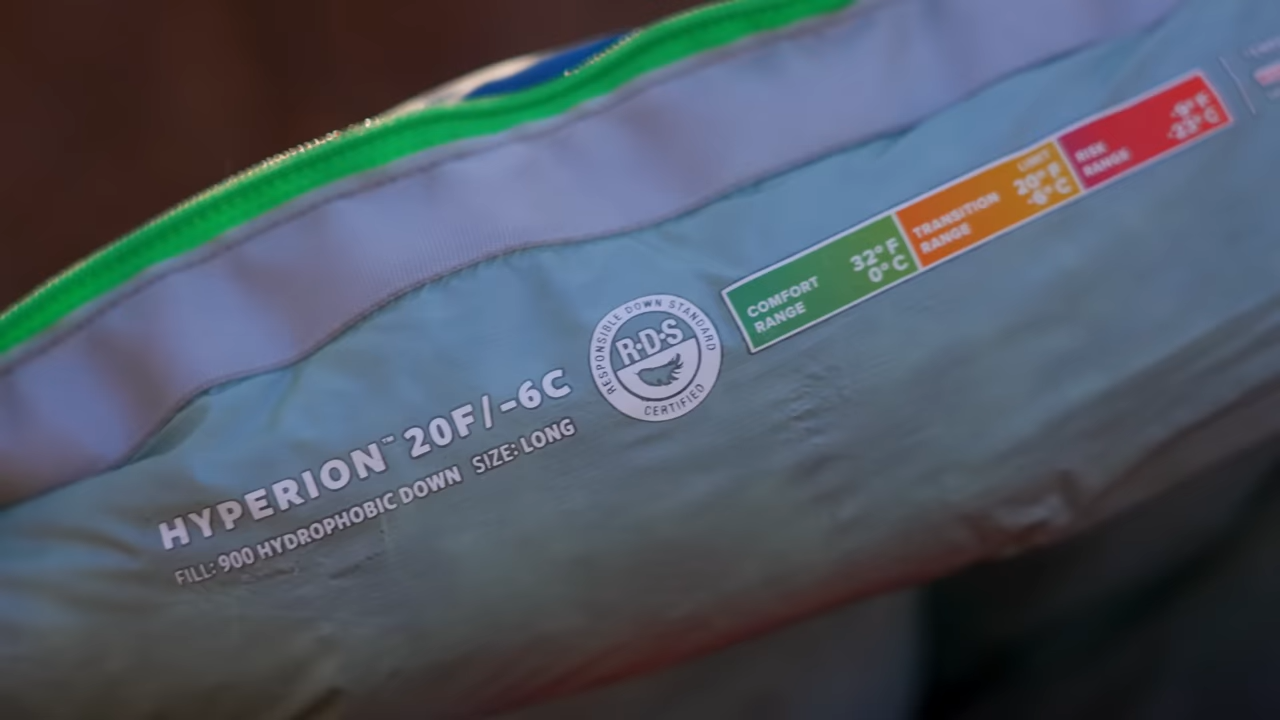 HYPERION™ 20F/-6C
FILL: 900 HYDROPHOBIC DOWN SIZE: LONG
RESPONSIBLE DOWN STANDARD
R·D·S
CERTIFIED
COMFORT
RANGE
32° F
0° C
TRANSITION
RANGE
LIMIT
20° F
-6° C
RISK
RANGE
-9° F
-23° C